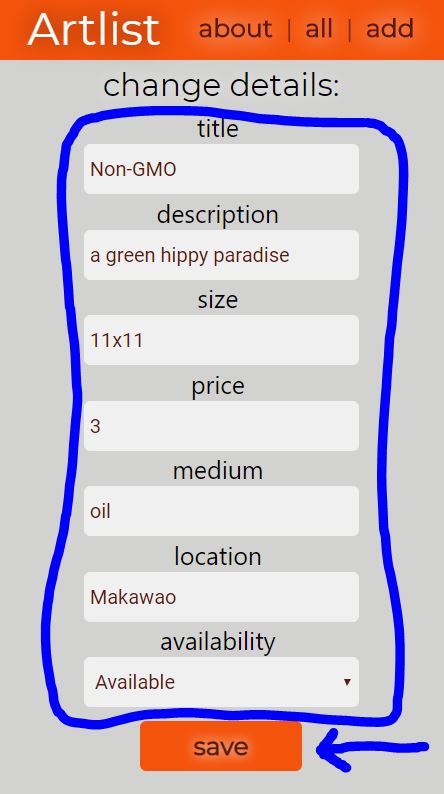 Artlist about | all | add
change details:
title
Non-GMO
description
a green hippy paradise
size
11x11
price
3
medium
oil
location
Makawao
availability
Available
save